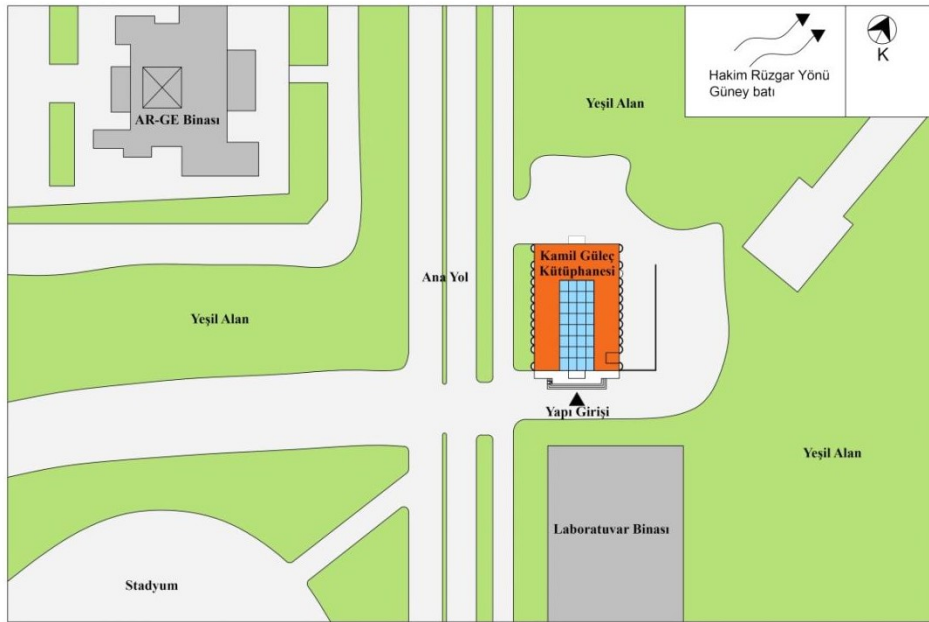 Hakim Rüzgar Yönü
Güney batı
K
AR-GE Binası
Yeşil Alan
Kamil Güleç
Kütüphanesi
Ana Yol
Yeşil Alan
Yapı Girişi
Yeşil Alan
Laboratuvar Binası
Stadyum